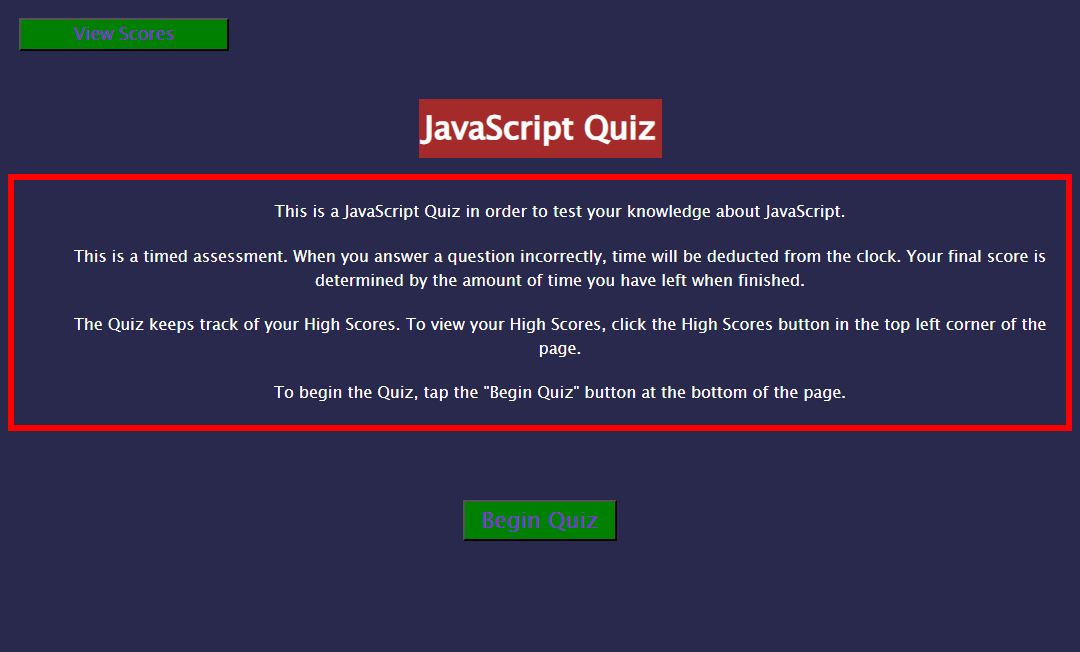 View Scores
JavaScript Quiz
This is a JavaScript Quiz in order to test your knowledge about JavaScript.
This is a timed assessment. When you answer a question incorrectly, time will be deducted from the clock. Your final score is
determined by the amount of time you have left when finished.
The Quiz keeps track of your High Scores. To view your High Scores, click the High Scores button in the top left corner of the
page.
To begin the Quiz, tap the "Begin Quiz" button at the bottom of the page.
Begin Quiz